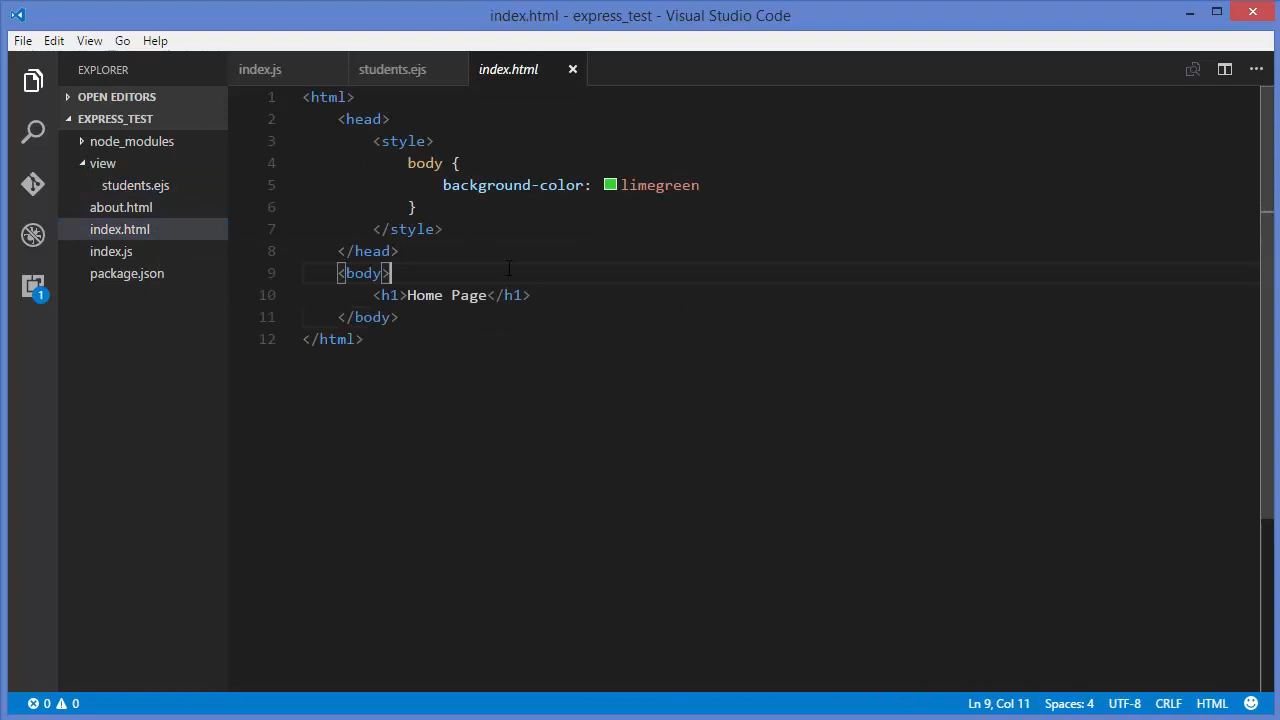 index.html - express_test - Visual Studio Code
File Edit View Go Help
EXPLORER
OPEN EDITORS
EXPRESS_TEST
node_modules
view
students.ejs
about.html
index.html
index.js
package.json
1
index.js students.ejs index.html
1 <html>
2 <head>
3 <style>
4 body {
5 background-color: limegreen
6 }
7 </style>
8 </head>
9 <body>
10 <h1>Home Page</h1>
11 </body>
12 </html>
0 0 Ln 9, Col 11 Spaces: 4 UTF-8 CRLF HTML